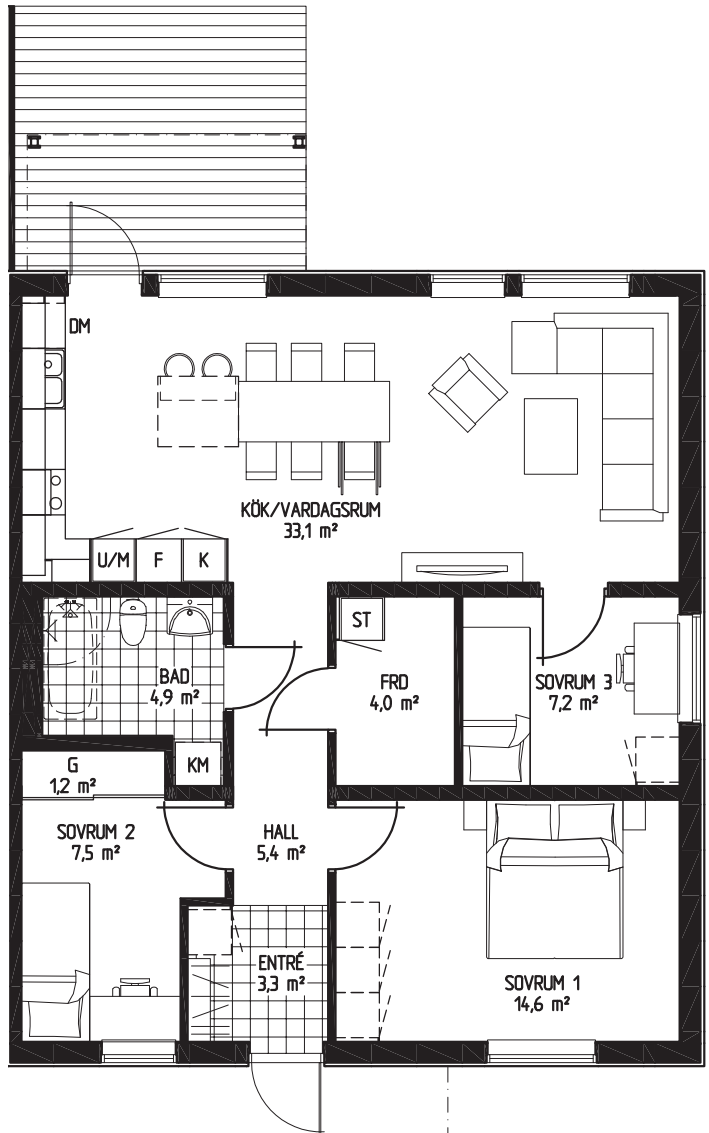 DM
KÖK/VARDAGSRUM
33,1 m²
U/M F K
ST
BAD
4,9 m²
FRD
4,0 m²
SOVRUM 3
7,2 m²
G
1,2 m²
KM
SOVRUM 2
7,5 m²
HALL
5,4 m²
ENTRÉ
3,3 m²
SOVRUM 1
14,6 m²